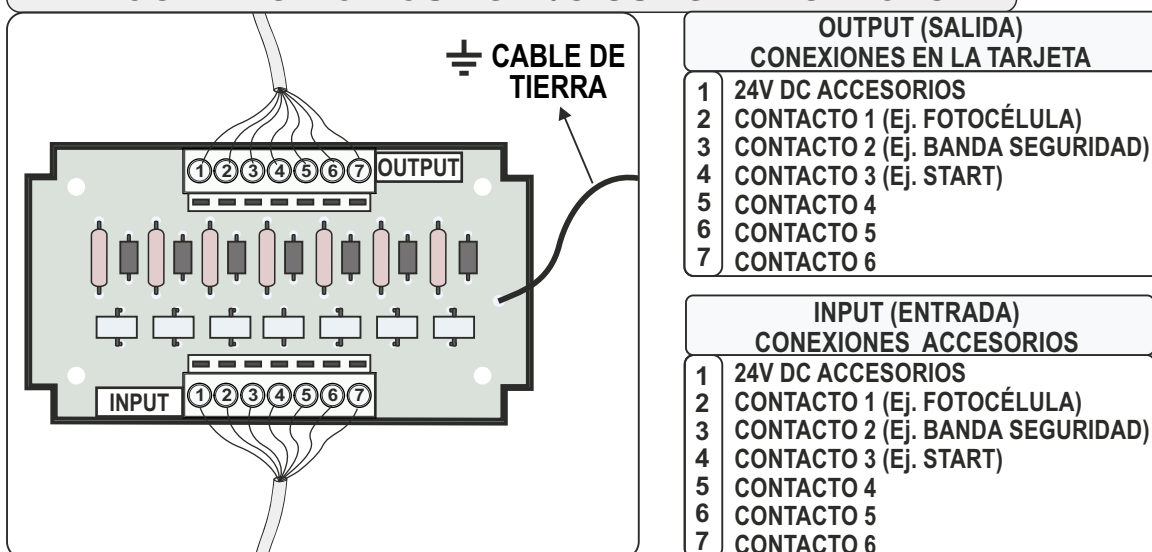 CABLE DE
TIERRA
1 2 3 4 5 6 7 OUTPUT
INPUT 1 2 3 4 5 6 7
OUTPUT (SALIDA)
CONEXIONES EN LA TARJETA
1 24V DC ACCESORIOS
2 CONTACTO 1 (Ej. FOTOCÉLULA)
3 CONTACTO 2 (Ej. BANDA SEGURIDAD)
4 CONTACTO 3 (Ej. START)
5 CONTACTO 4
6 CONTACTO 5
7 CONTACTO 6
INPUT (ENTRADA)
CONEXIONES ACCESORIOS
1 24V DC ACCESORIOS
2 CONTACTO 1 (Ej. FOTOCÉLULA)
3 CONTACTO 2 (Ej. BANDA SEGURIDAD)
4 CONTACTO 3 (Ej. START)
5 CONTACTO 4
6 CONTACTO 5
7 CONTACTO 6